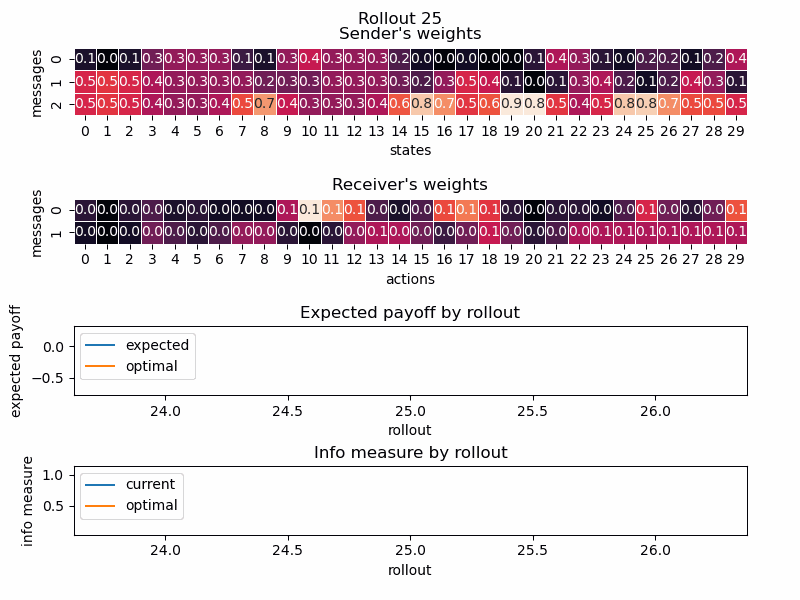 Rollout 25
Sender's weights
messages
0 0.1 0.0 0.1 0.3 0.3 0.3 0.3 0.1 0.1 0.3 0.4 0.3 0.3 0.3 0.2 0.0 0.0 0.0 0.0 0.0 0.1 0.4 0.3 0.1 0.0 0.2 0.2 0.1 0.2 0.4
1 0.5 0.5 0.5 0.4 0.3 0.3 0.3 0.3 0.2 0.3 0.3 0.3 0.3 0.3 0.3 0.2 0.3 0.5 0.4 0.1 0.0 0.1 0.3 0.4 0.2 0.1 0.2 0.4 0.3 0.1
2 0.5 0.5 0.5 0.4 0.3 0.3 0.4 0.5 0.7 0.4 0.3 0.3 0.3 0.4 0.6 0.8 0.7 0.5 0.6 0.9 0.8 0.5 0.4 0.5 0.8 0.8 0.7 0.5 0.5 0.5
0 1 2 3 4 5 6 7 8 9 10 11 12 13 14 15 16 17 18 19 20 21 22 23 24 25 26 27 28 29
states
Receiver's weights
messages
0 0.0 0.0 0.0 0.0 0.0 0.0 0.0 0.0 0.0 0.1 0.1 0.1 0.1 0.0 0.0 0.0 0.1 0.1 0.1 0.0 0.0 0.0 0.0 0.0 0.0 0.1 0.0 0.0 0.0 0.1
1 0.0 0.0 0.0 0.0 0.0 0.0 0.0 0.0 0.0 0.0 0.0 0.0 0.0 0.1 0.0 0.0 0.0 0.0 0.1 0.0 0.0 0.0 0.0 0.1 0.1 0.1 0.1 0.1 0.1 0.1
0 1 2 3 4 5 6 7 8 9 10 11 12 13 14 15 16 17 18 19 20 21 22 23 24 25 26 27 28 29
actions
Expected payoff by rollout
expected payoff
0.0
−0.5
expected
optimal
24.0 24.5 25.0 25.5 26.0
rollout
Info measure by rollout
info measure
1.0
0.5
current
optimal
24.0 24.5 25.0 25.5 26.0
rollout